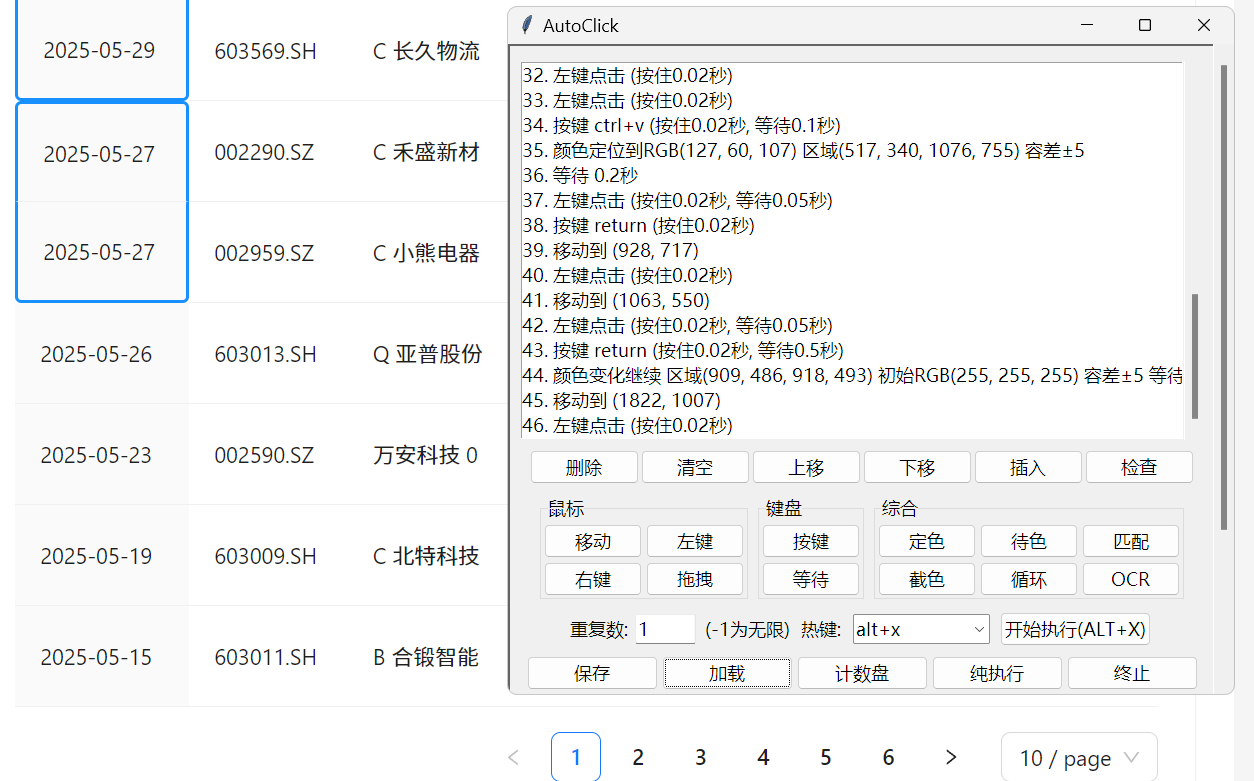 2025-05-29 603569.SH C 长久物流
2025-05-27 002290.SZ C 禾盛新材
2025-05-27 002959.SZ C 小熊电器
2025-05-26 603013.SH Q 亚普股份
2025-05-23 002590.SZ 万安科技 0
2025-05-19 603009.SH C 北特科技
2025-05-15 603011.SH B 合锻智能
AutoClick
32. 左键点击 (按住0.02秒)
33. 左键点击 (按住0.02秒)
34. 按键 ctrl+v (按住0.02秒, 等待0.1秒)
35. 颜色定位到RGB(127, 60, 107) 区域(517, 340, 1076, 755) 容差±5
36. 等待 0.2秒
37. 左键点击 (按住0.02秒, 等待0.05秒)
38. 按键 return (按住0.02秒)
39. 移动到 (928, 717)
40. 左键点击 (按住0.02秒)
41. 移动到 (1063, 550)
42. 左键点击 (按住0.02秒, 等待0.05秒)
43. 按键 return (按住0.02秒, 等待0.5秒)
44. 颜色变化继续 区域(909, 486, 918, 493) 初始RGB(255, 255, 255) 容差±5 等待
45. 移动到 (1822, 1007)
46. 左键点击 (按住0.02秒)
删除 清空 上移 下移 插入 检查
鼠标 键盘 综合
移动 左键 按键 定色 待色 匹配
右键 拖拽 等待 截色 循环 OCR
重复数: 1 (-1为无限) 热键: alt+x 开始执行(ALT+X)
保存 加载 计数盘 纯执行 终止
< 1 2 3 4 5 6 > 10 / page